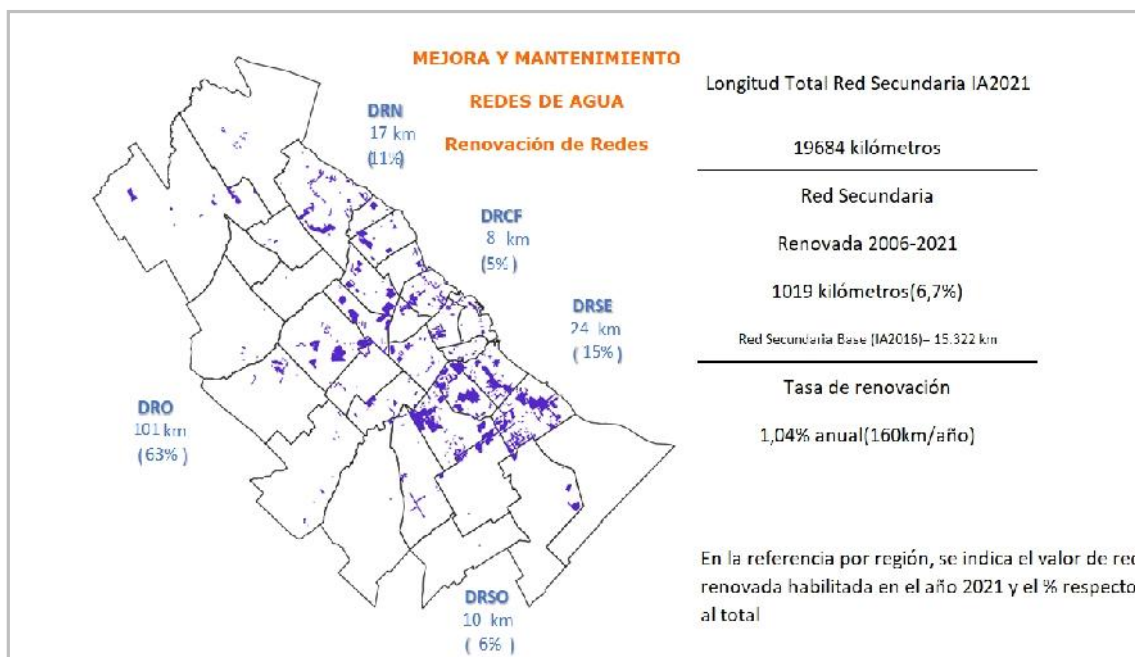 MEJORA Y MANTENIMIENTO
REDES DE AGUA
Renovación de Redes
DRN
17 km
(11%)
DRCF
8 km
(5%)
DRSE
24 km
( 15%)
DRO
101 km
(63%)
DRSO
10 km
( 6%)
Longitud Total Red Secundaria IA2021
19684 kilómetros
Red Secundaria
Renovada 2006-2021
1019 kilómetros(6,7%)
Red Secundaria Base (IA2016)– 15.322 km
Tasa de renovación
1,04% anual(160km/año)
En la referencia por región, se indica el valor de rec
renovada habilitada en el año 2021 y el % respecto
al total